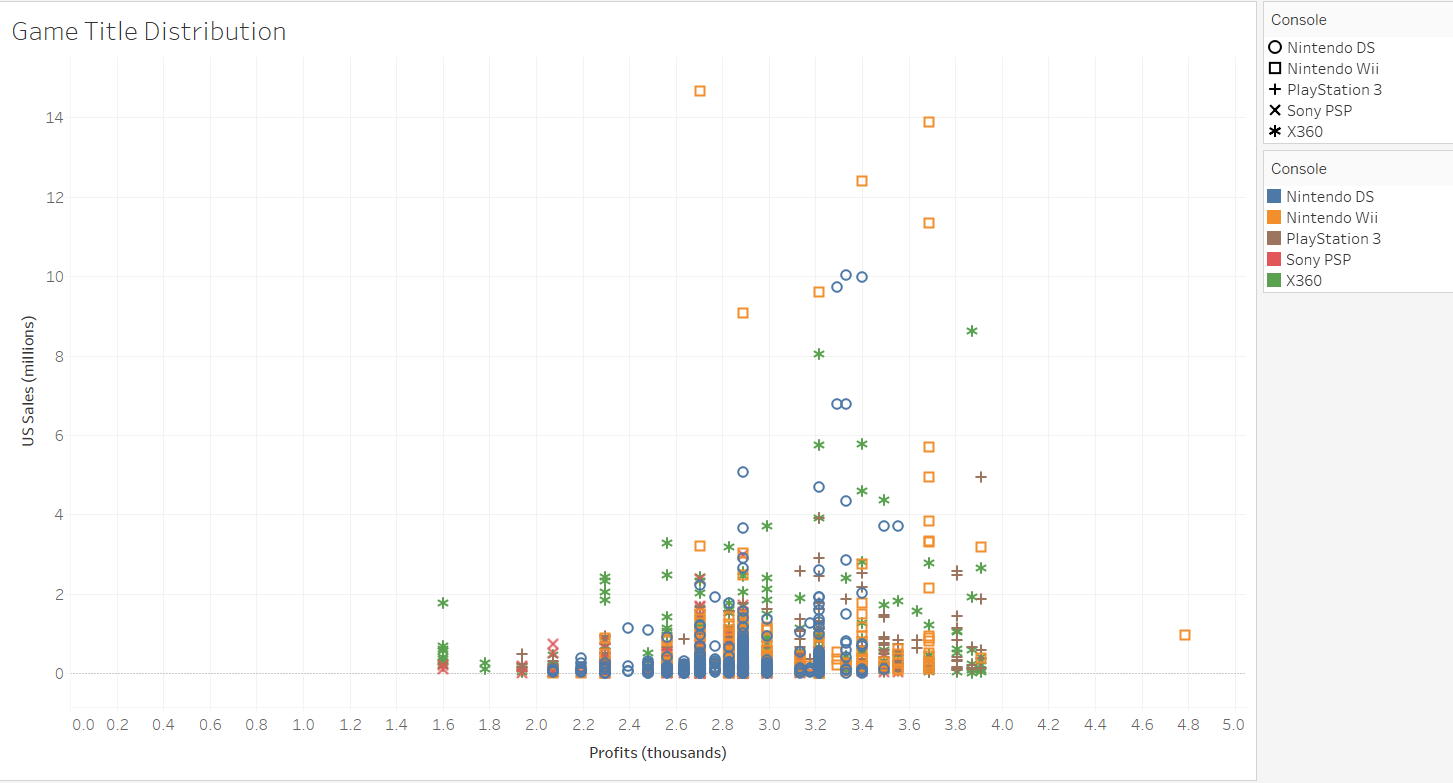 Game Title Distribution
US Sales (millions)
14
12
10
8
6
4
2
0
0.0 0.2 0.4 0.6 0.8 1.0 1.2 1.4 1.6 1.8 2.0 2.2 2.4 2.6 2.8 3.0 3.2 3.4 3.6 3.8 4.0 4.2 4.4 4.6 4.8 5.0
Profits (thousands)
Console
Nintendo DS
Nintendo Wii
PlayStation 3
Sony PSP
X360
Console
Nintendo DS
Nintendo Wii
PlayStation 3
Sony PSP
X360